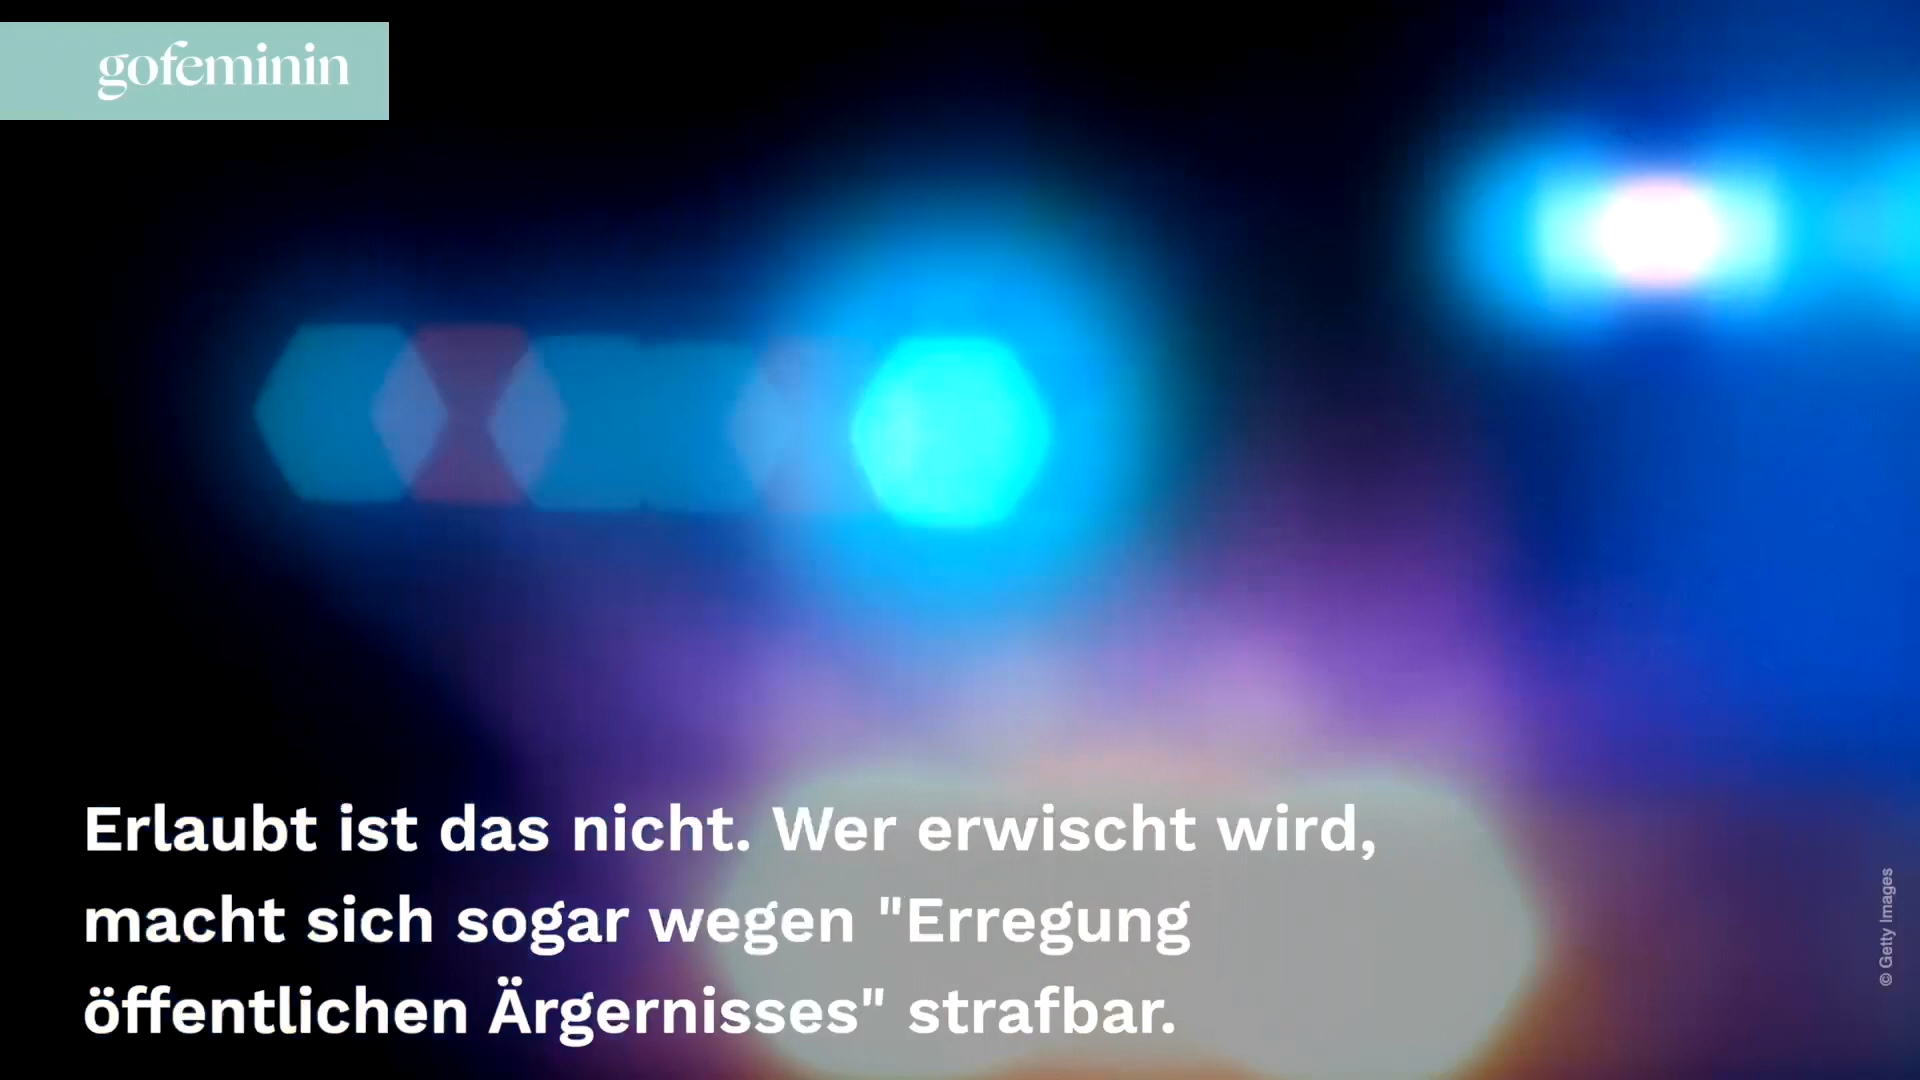 gofeminin
Erlaubt ist das nicht. Wer erwischt wird,
macht sich sogar wegen "Erregung
öffentlichen Ärgernisses" strafbar.
© Getty Images